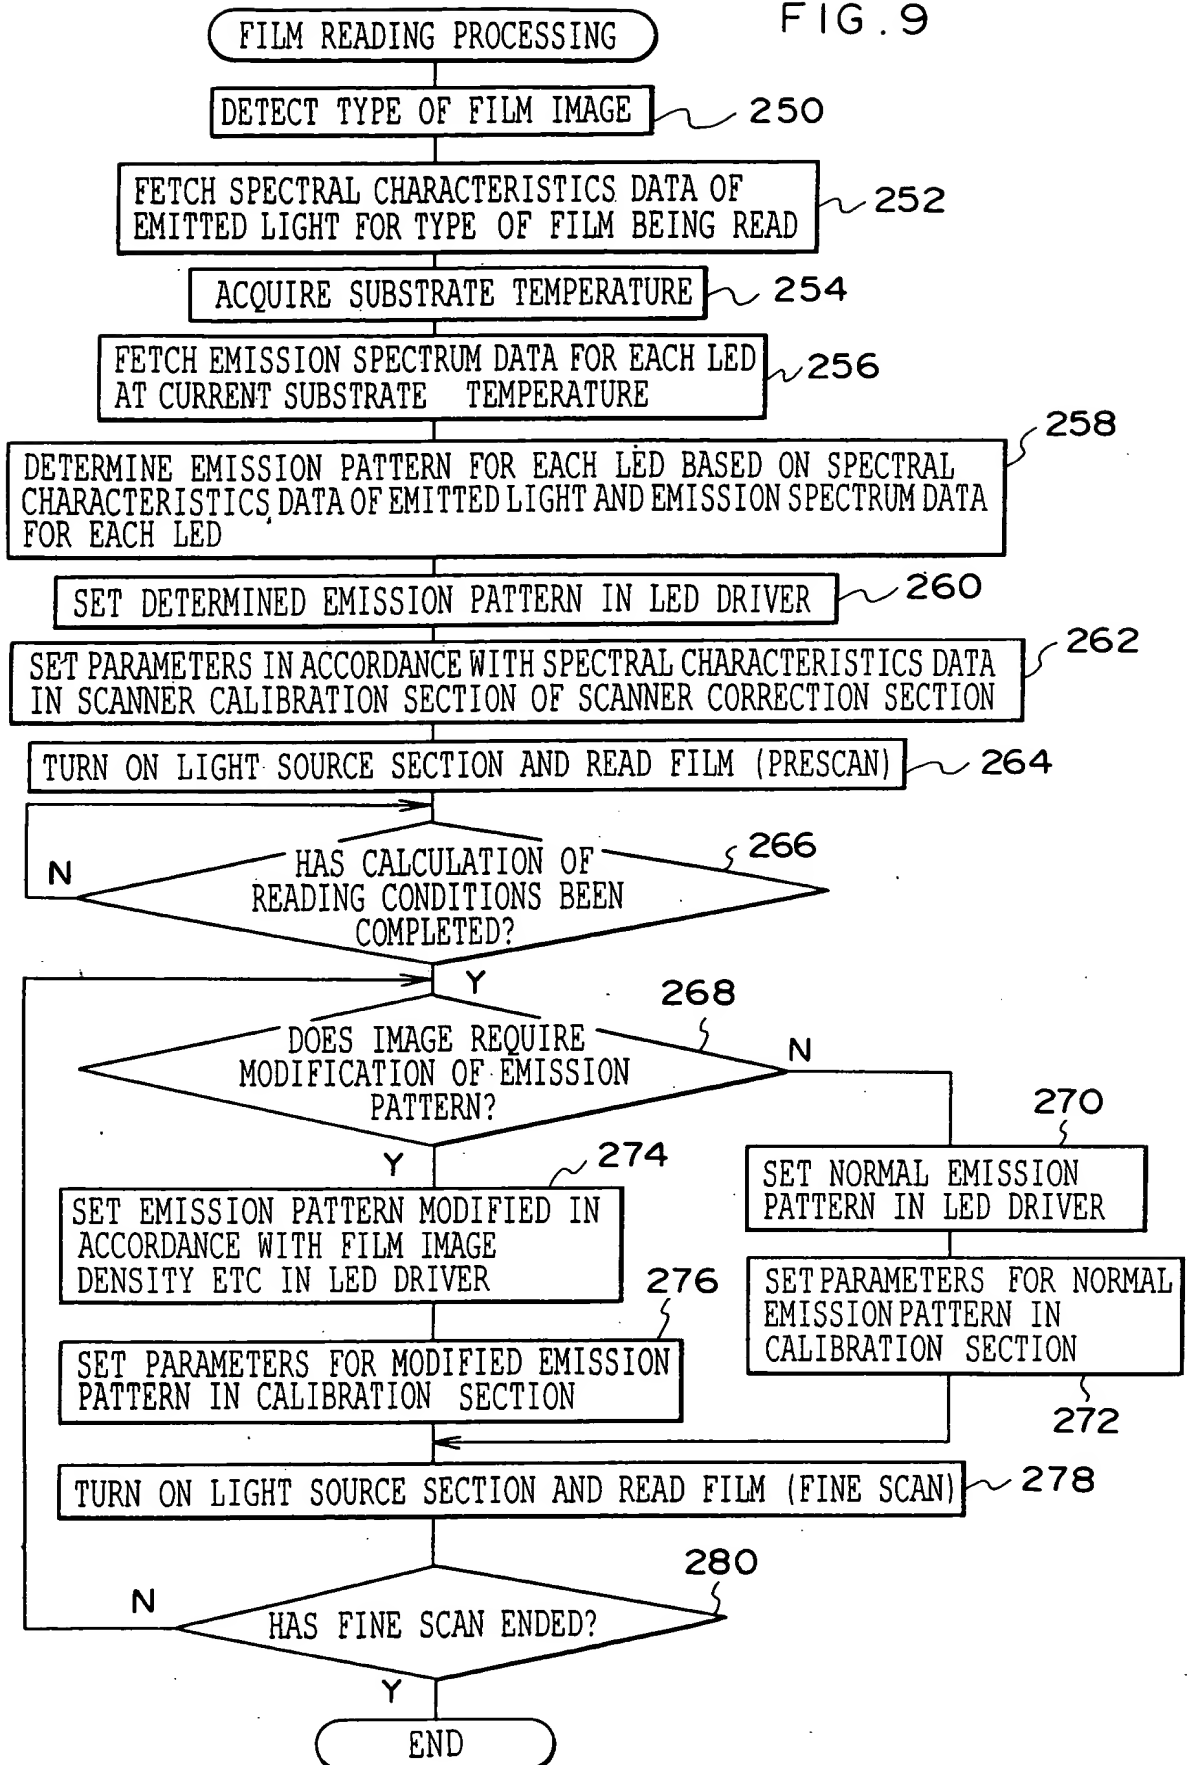 FIG. 9
FILM READING PROCESSING
DETECT TYPE OF FILM IMAGE
250
FETCH SPECTRAL CHARACTERISTICS DATA OF
EMITTED LIGHT FOR TYPE OF FILM BEING READ
252
ACQUIRE SUBSTRATE TEMPERATURE
254
FETCH EMISSION SPECTRUM DATA FOR EACH LED
AT CURRENT SUBSTRATE TEMPERATURE
256
258
DETERMINE EMISSION PATTERN FOR EACH LED BASED ON SPECTRAL
CHARACTERISTICS DATA OF EMITTED LIGHT AND EMISSION SPECTRUM DATA
FOR EACH LED
SET DETERMINED EMISSION PATTERN IN LED DRIVER
260
262
SET PARAMETERS IN ACCORDANCE WITH SPECTRAL CHARACTERISTICS DATA
IN SCANNER CALIBRATION SECTION OF SCANNER CORRECTION SECTION
TURN ON LIGHT SOURCE SECTION AND READ FILM (PRESCAN)
264
266
HAS CALCULATION OF
READING CONDITIONS BEEN
COMPLETED?
N
Y
268
DOES IMAGE REQUIRE
MODIFICATION OF EMISSION
PATTERN?
N
Y
270
SET NORMAL EMISSION
PATTERN IN LED DRIVER
SET PARAMETERS FOR NORMAL
EMISSION PATTERN IN
CALIBRATION SECTION
272
274
SET EMISSION PATTERN MODIFIED IN
ACCORDANCE WITH FILM IMAGE
DENSITY ETC IN LED DRIVER
276
SET PARAMETERS FOR MODIFIED EMISSION
PATTERN IN CALIBRATION SECTION
TURN ON LIGHT SOURCE SECTION AND READ FILM (FINE SCAN)
278
280
HAS FINE SCAN ENDED?
N
Y
END